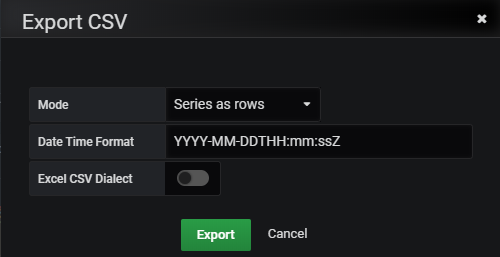 Export CSV
Mode Series as rows
Date Time Format YYYY-MM-DDTHH:mm:ssZ
Excel CSV Dialect
Export Cancel